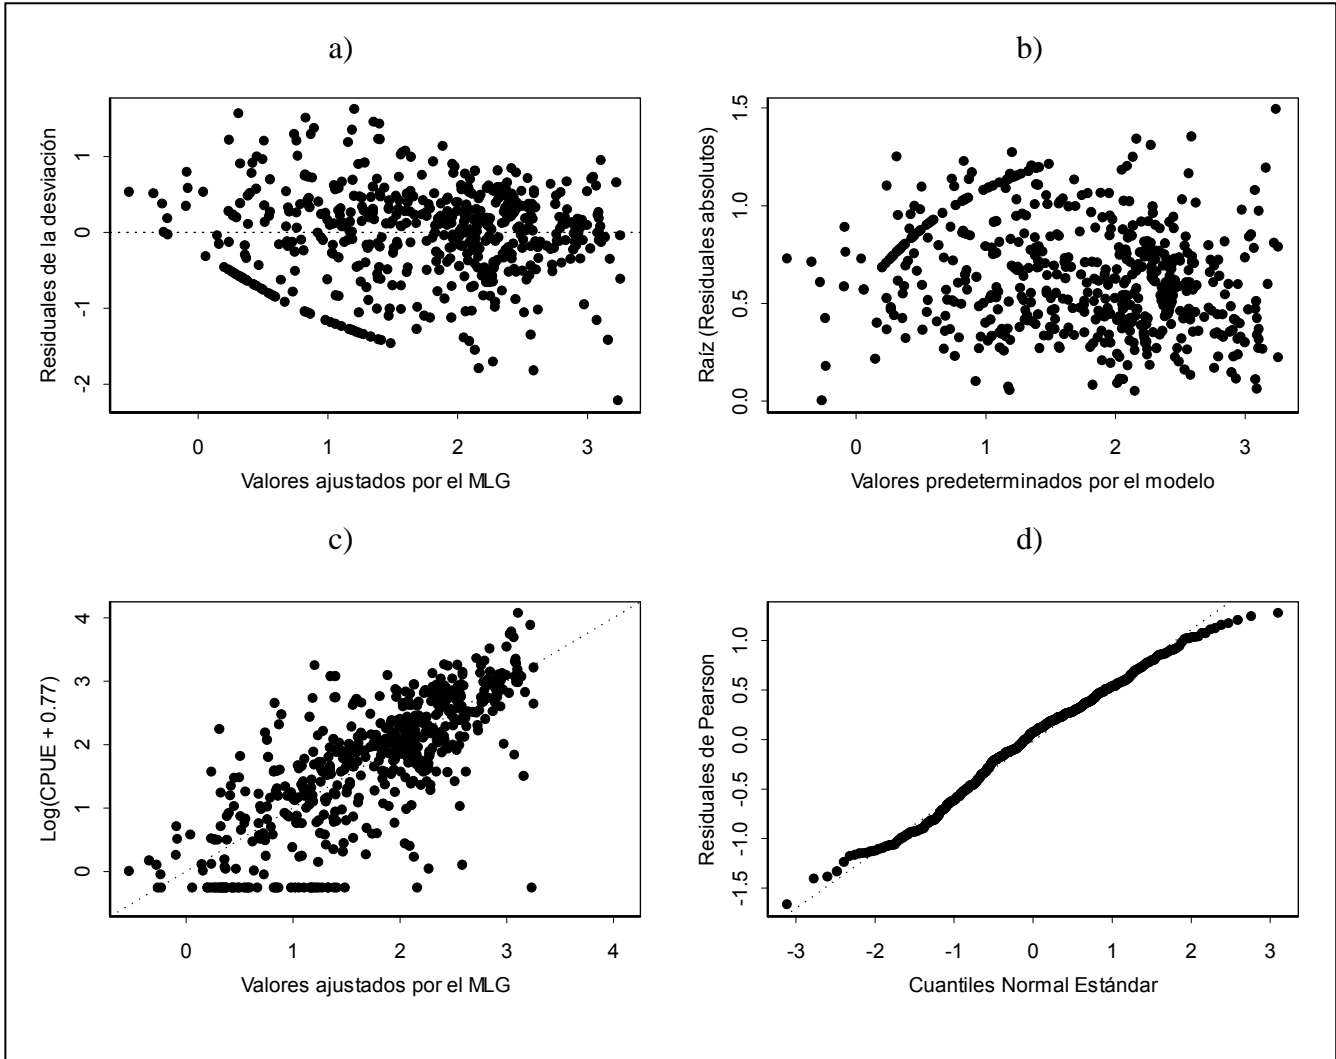 a)
b)
Residuales de la desviación
1
0
-1
-2
0 1 2 3
Valores ajustados por el MLG
Raíz (Residuales absolutos)
1.5
1.0
0.5
0.0
0 1 2 3
Valores predeterminados por el modelo
c)
d)
Log(CPUE + 0.77)
4
3
2
1
0
0 1 2 3 4
Valores ajustados por el MLG
Residuales de Pearson
1.0
0.5
0.0
-0.5
-1.0
-1.5
-3 -2 -1 0 1 2 3
Cuantiles Normal Estándar